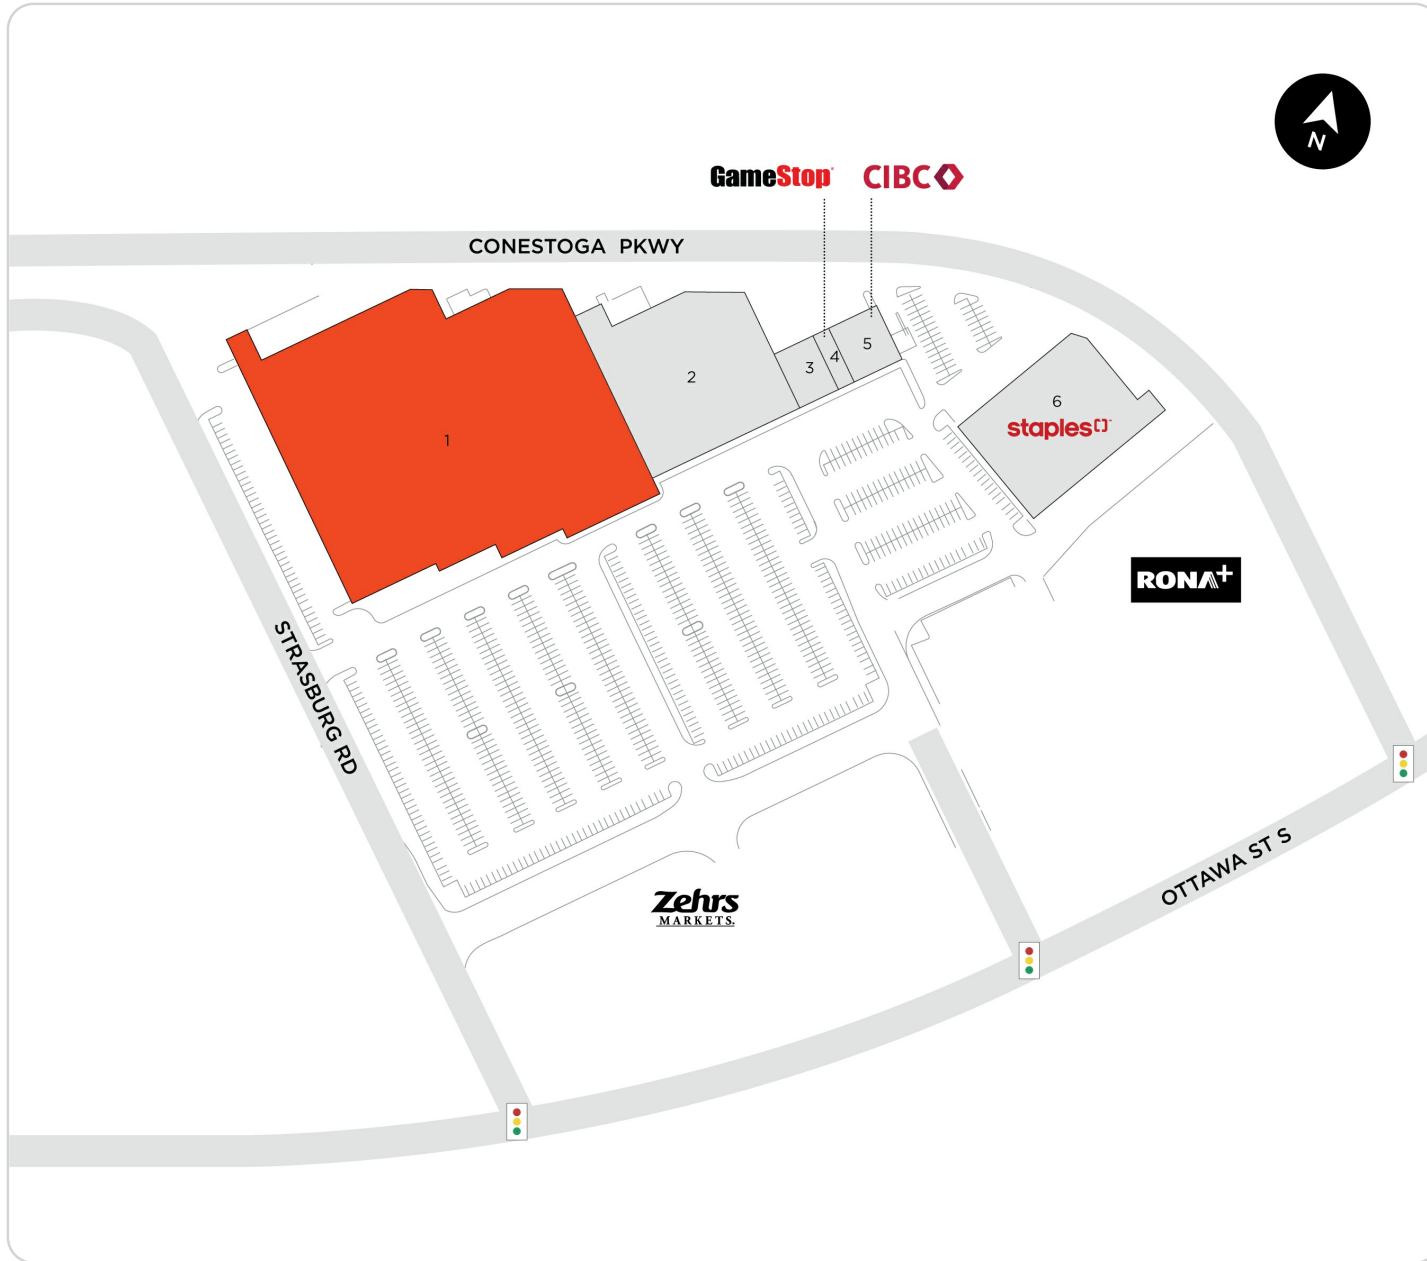 N
GameStop
CIBC
CONESTOGA PKWY
1
2
3
4
5
6
staples
RONA+
STRASBURG RD
OTTAWA ST S
Zehrs
MARKETS.